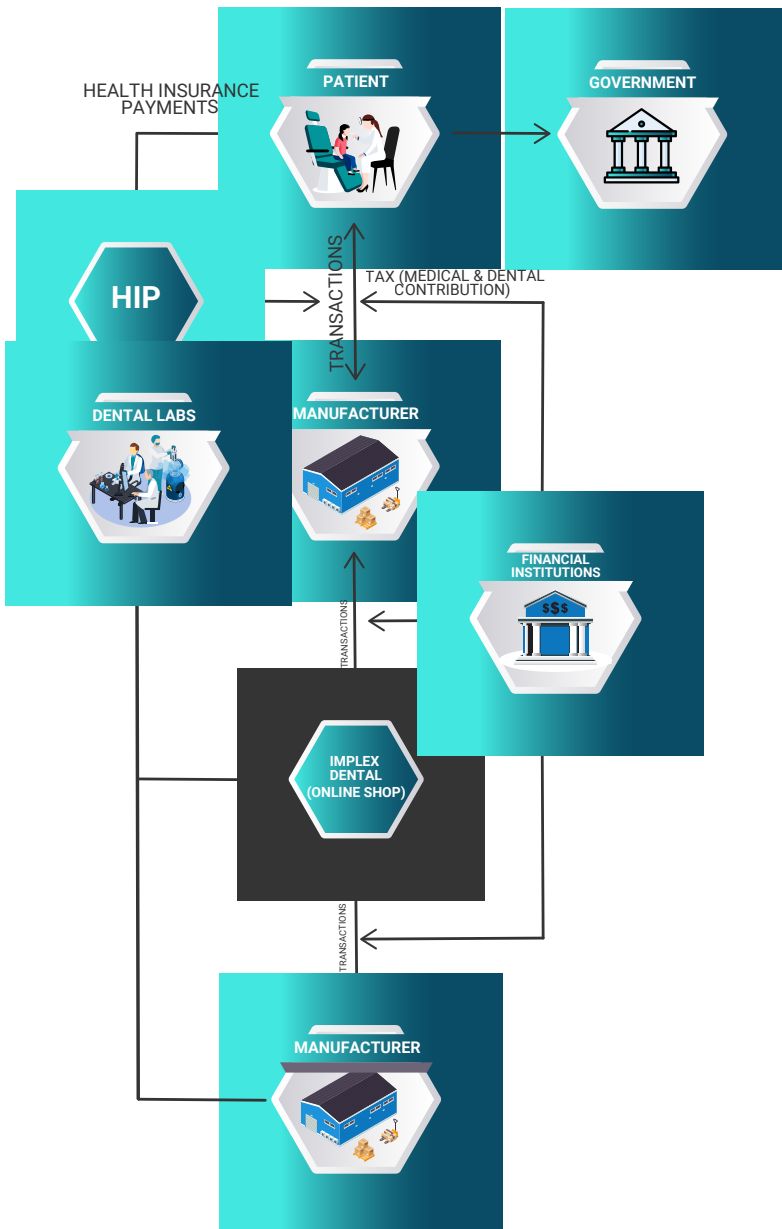 PATIENT
GOVERNMENT
HEALTH INSURANCE
PAYMENTS
TRANSACTIONS
TAX (MEDICAL & DENTAL
CONTRIBUTION)
HIP
DENTAL LABS
MANUFACTURER
FINANCIAL
INSTITUTIONS
$$$
TRANSACTIONS
IMPLEX
DENTAL
(ONLINE SHOP)
TRANSACTIONS
MANUFACTURER